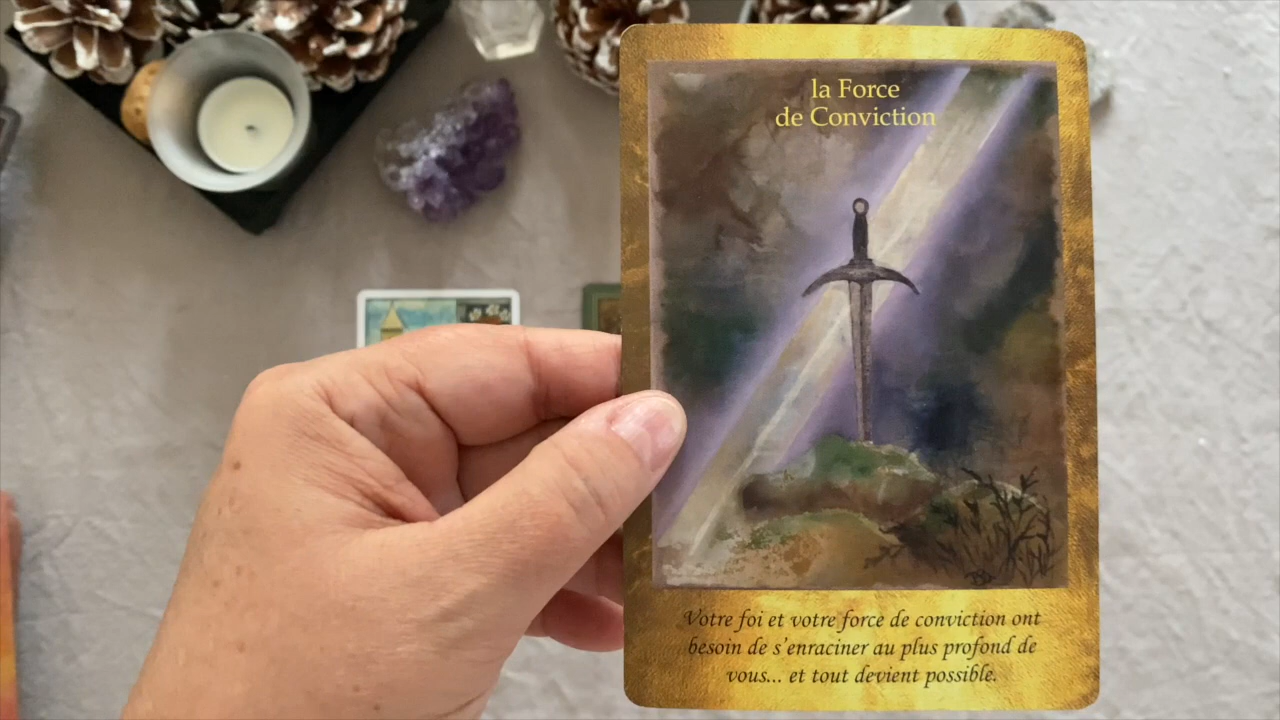 la Force
de Conviction
Votre foi et votre force de conviction ont
besoin de s'enraciner au plus profond de
vous... et tout devient possible.